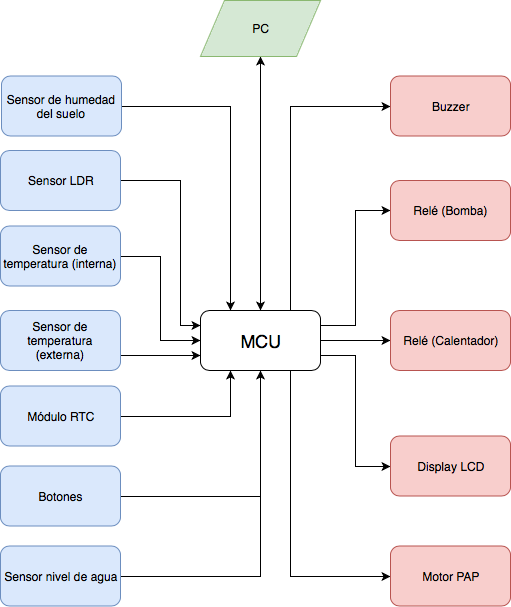 PC
Sensor de humedad
del suelo
Buzzer
Sensor LDR
Relé (Bomba)
Sensor de
temperatura (interna)
Sensor de
temperatura
(externa)
MCU
Relé (Calentador)
Módulo RTC
Display LCD
Botones
Sensor nivel de agua
Motor PAP